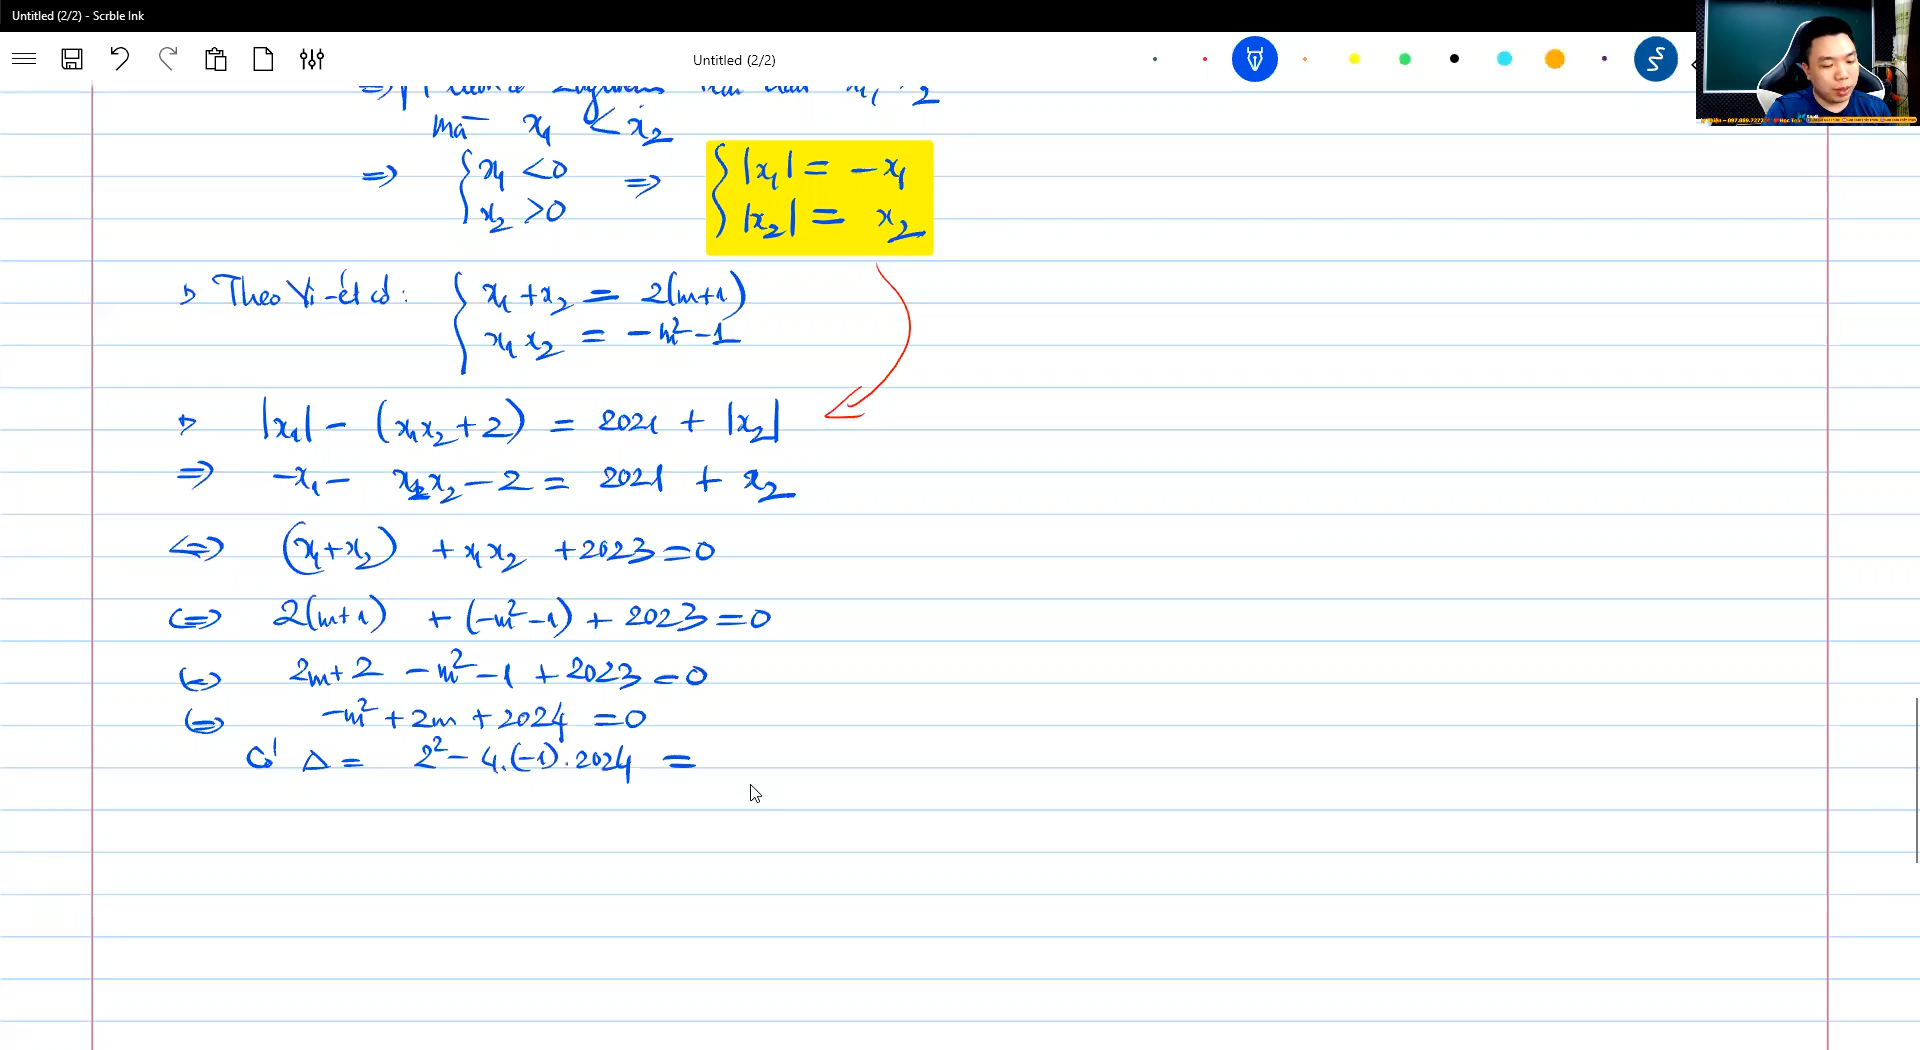 Untitled (2/2) - Scrble Ink
Untitled (2/2)
mà x₁ < x₂
=> { x₁ < 0 => { |x₁| = -x₁
x₂ > 0 |x₂| = x₂
Theo Vi-ét có: { x₁ + x₂ = 2(m+1)
x₁x₂ = -m² - 1
|x₁| - (x₁x₂ + 2) = 2021 + |x₂|
=> -x₁ - x₁x₂ - 2 = 2021 + x₂
<=> (x₁+x₂) + x₁x₂ + 2023 = 0
<=> 2(m+1) + (-m²-1) + 2023 = 0
<=> 2m+2 - m² - 1 + 2023 = 0
<=> -m² + 2m + 2024 = 0
Có Δ = 2² - 4.(-1).2024 =